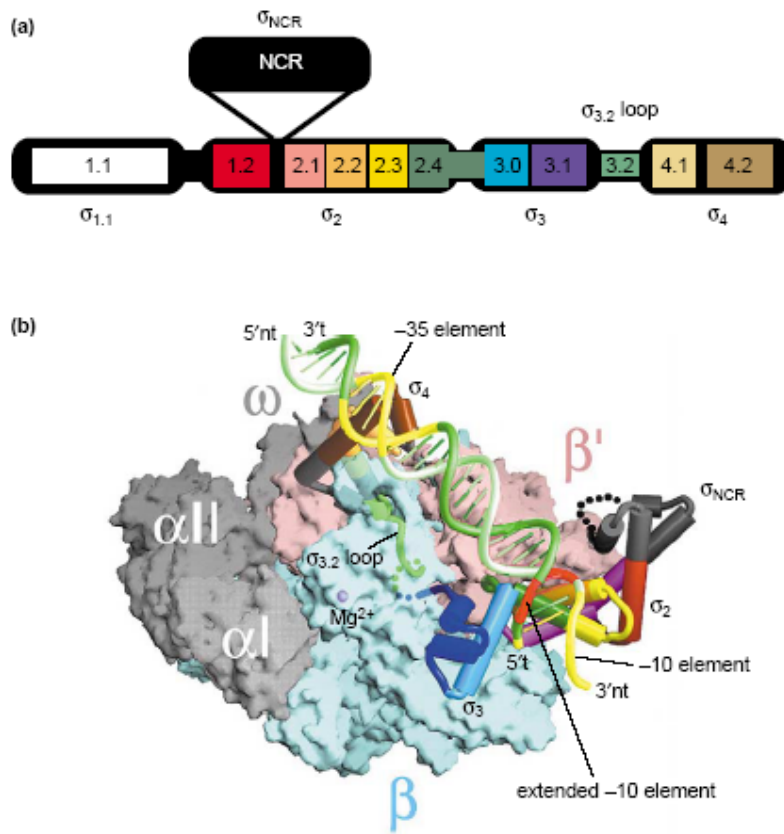 (a)
σNCR
NCR
σ3.2 loop
1.1 1.2 2.1 2.2 2.3 2.4 3.0 3.1 3.2 4.1 4.2
σ1.1 σ2 σ3 σ4
(b)
5′nt 3′t –35 element
σ4
ω
β′
σNCR
αII
σ3.2 loop
Mg2+
σ2
αI
5′t
–10 element
σ3
3′nt
extended –10 element
β